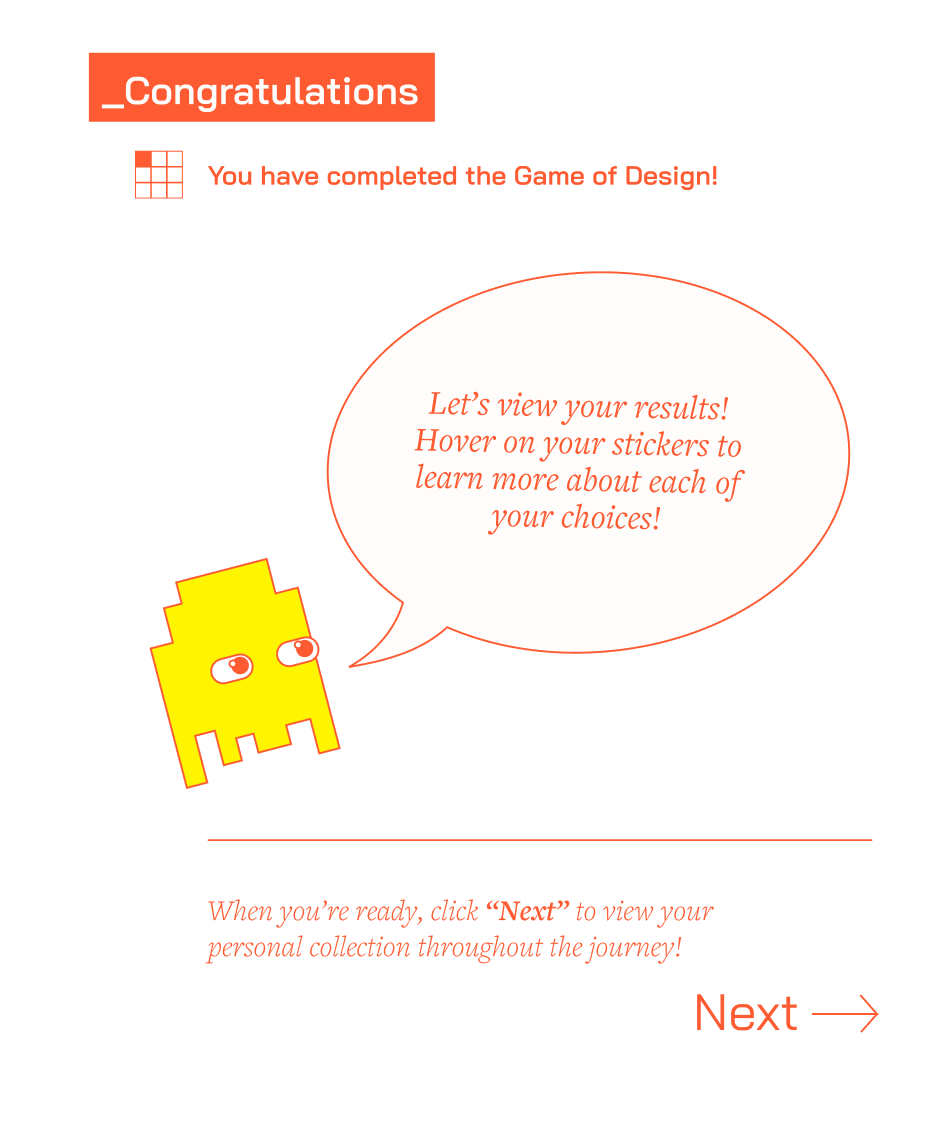 _Congratulations
You have completed the Game of Design!
Let’s view your results!
Hover on your stickers to
learn more about each of
your choices!
When you’re ready, click “Next” to view your
personal collection throughout the journey!
Next